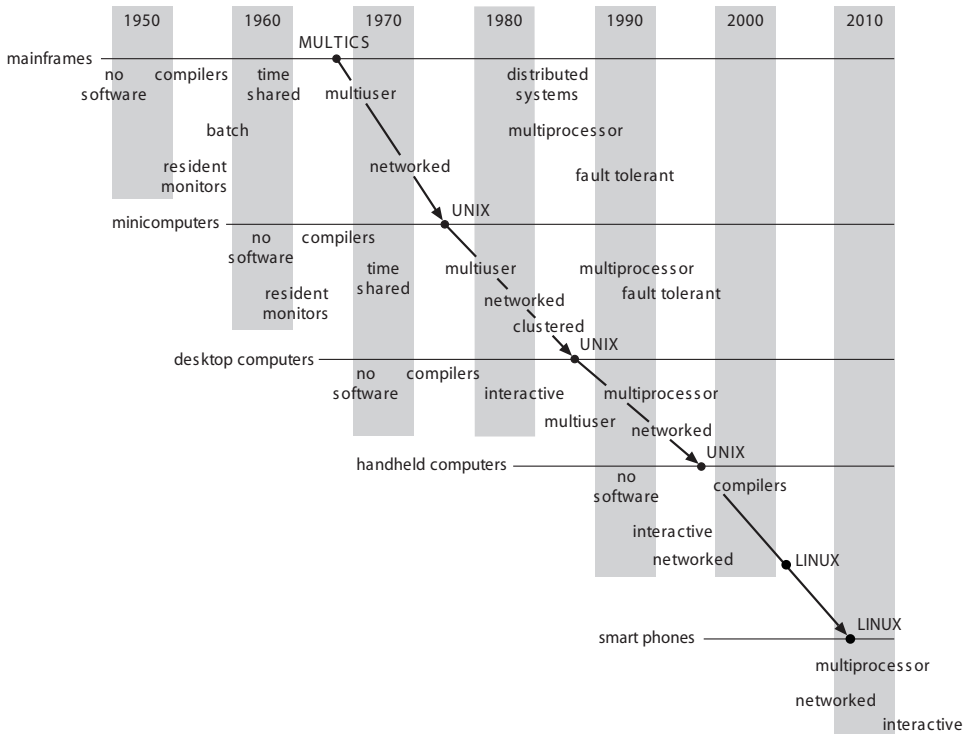 1950 1960 1970 1980 1990 2000 2010
MULTICS
mainframes
no compilers time distributed
software shared multiuser systems
batch multiprocessor
resident networked
monitors fault tolerant
minicomputers UNIX
no compilers
software time multiuser multiprocessor
shared
resident networked fault tolerant
monitors
clustered
desktop computers UNIX
no compilers
software interactive multiprocessor
multiuser networked
handheld computers UNIX
no compilers
software
interactive
networked LINUX
smart phones LINUX
multiprocessor
networked
interactive